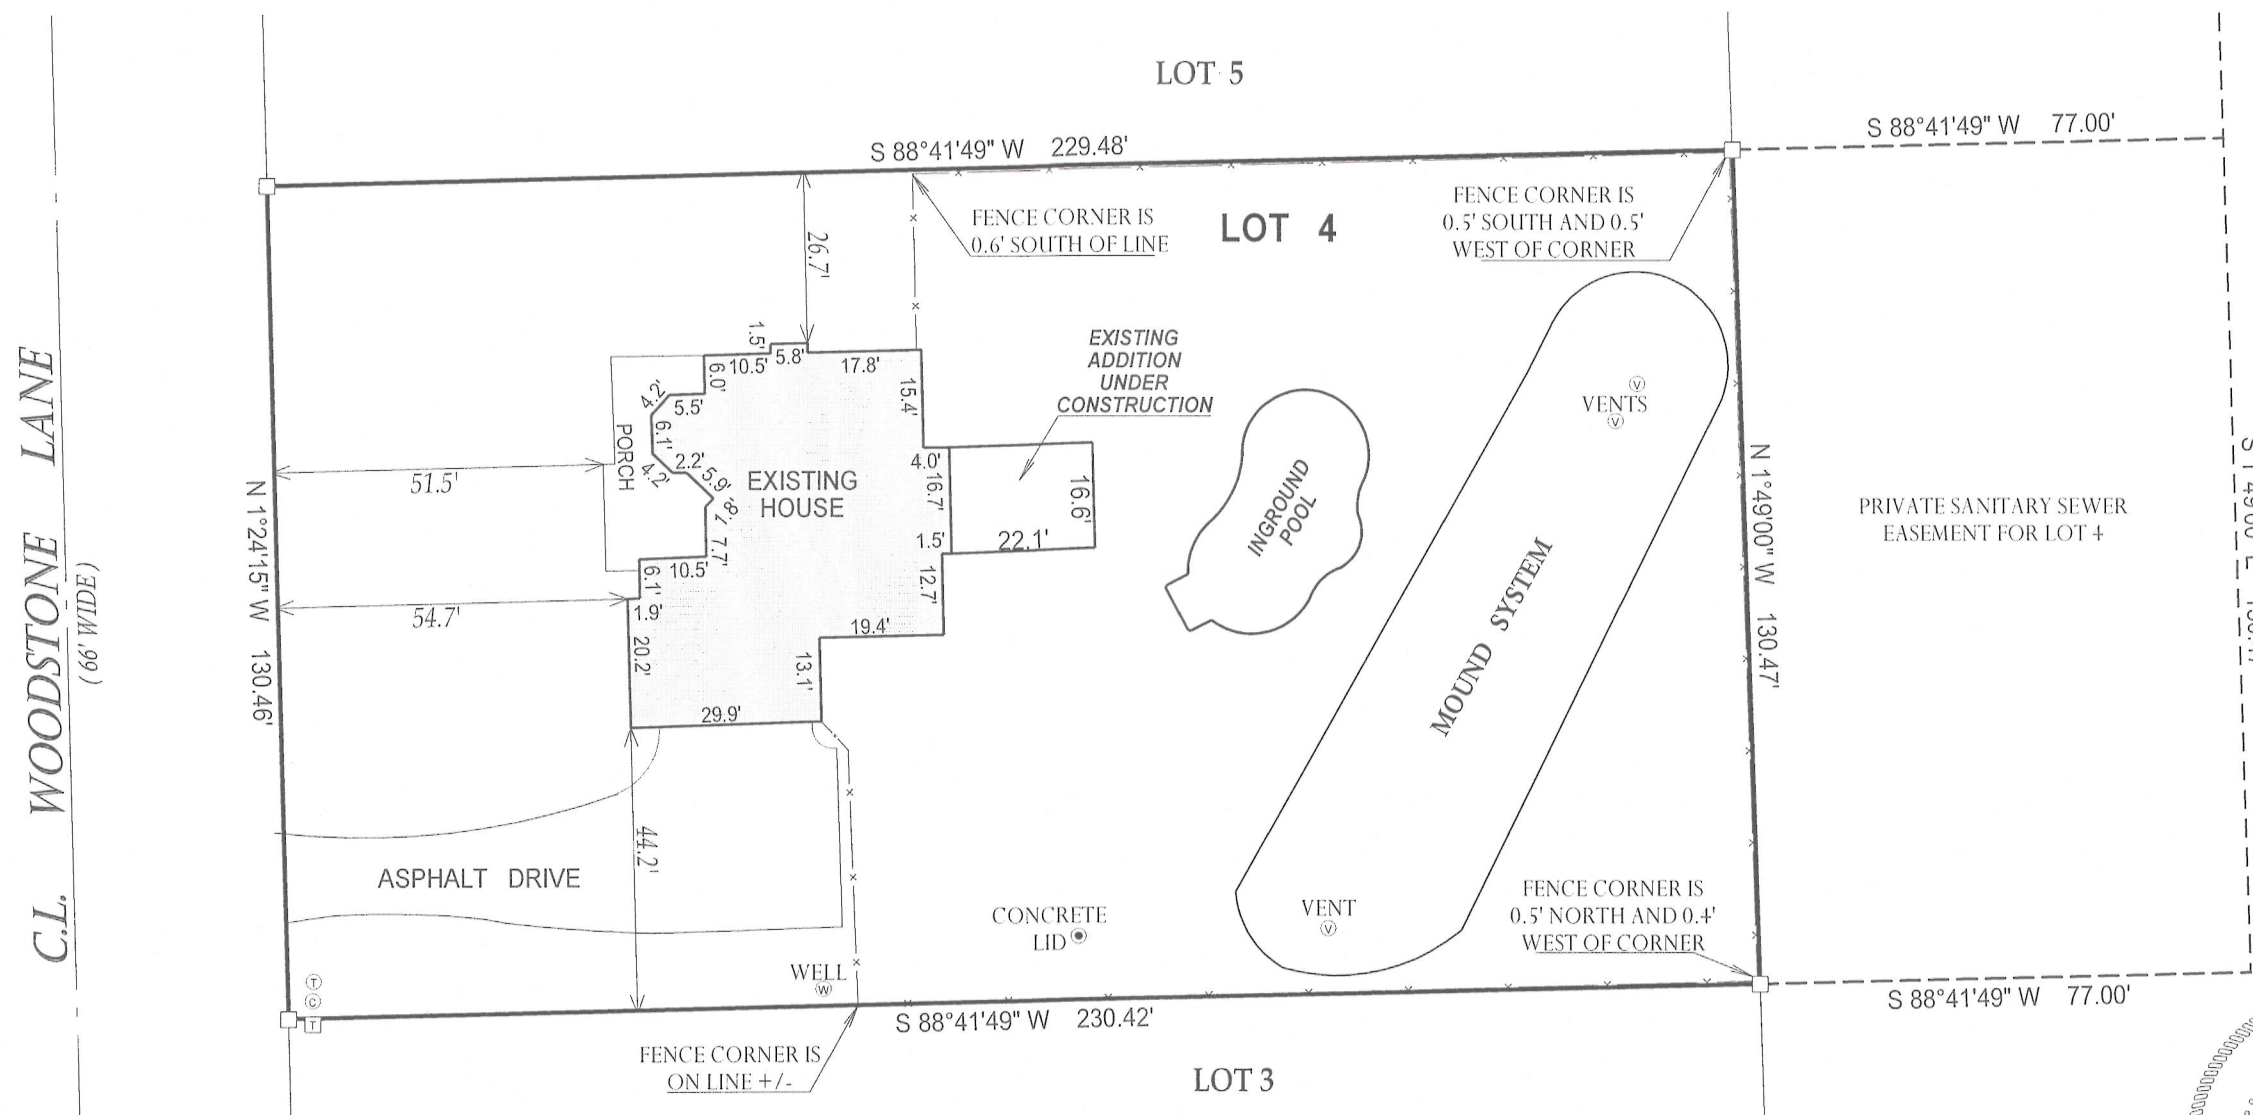 LOT 5
S 88°41'49" W 229.48'
S 88°41'49" W 77.00'
FENCE CORNER IS
0.6' SOUTH OF LINE
LOT 4
FENCE CORNER IS
0.5' SOUTH AND 0.5'
WEST OF CORNER
26.7'
1.5'
5.8'
10.5'
17.8'
6.0'
15.4'
4.2'
5.5'
6.1'
PORCH
4.2'
2.2'
5.9'
1.8'
7.7'
EXISTING
HOUSE
4.0'
16.7'
1.5'
EXISTING
ADDITION
UNDER
CONSTRUCTION
16.6'
22.1'
51.5'
54.7'
6.1'
10.5'
1.9'
20.2'
12.7'
19.4'
13.1'
29.9'
44.2'
INGROUND
POOL
VENTS
V
V
MOUND SYSTEM
VENT
V
C.L. WOODSTONE LANE
(66' WIDE)
N 1°24'15" W 130.46'
N 1°49'00" W 130.47'
PRIVATE SANITARY SEWER
EASEMENT FOR LOT 4
ASPHALT DRIVE
CONCRETE
LID
WELL
W
T
C
T
FENCE CORNER IS
0.5' NORTH AND 0.4'
WEST OF CORNER
S 88°41'49" W 230.42'
S 88°41'49" W 77.00'
FENCE CORNER IS
ON LINE +/-
LOT 3